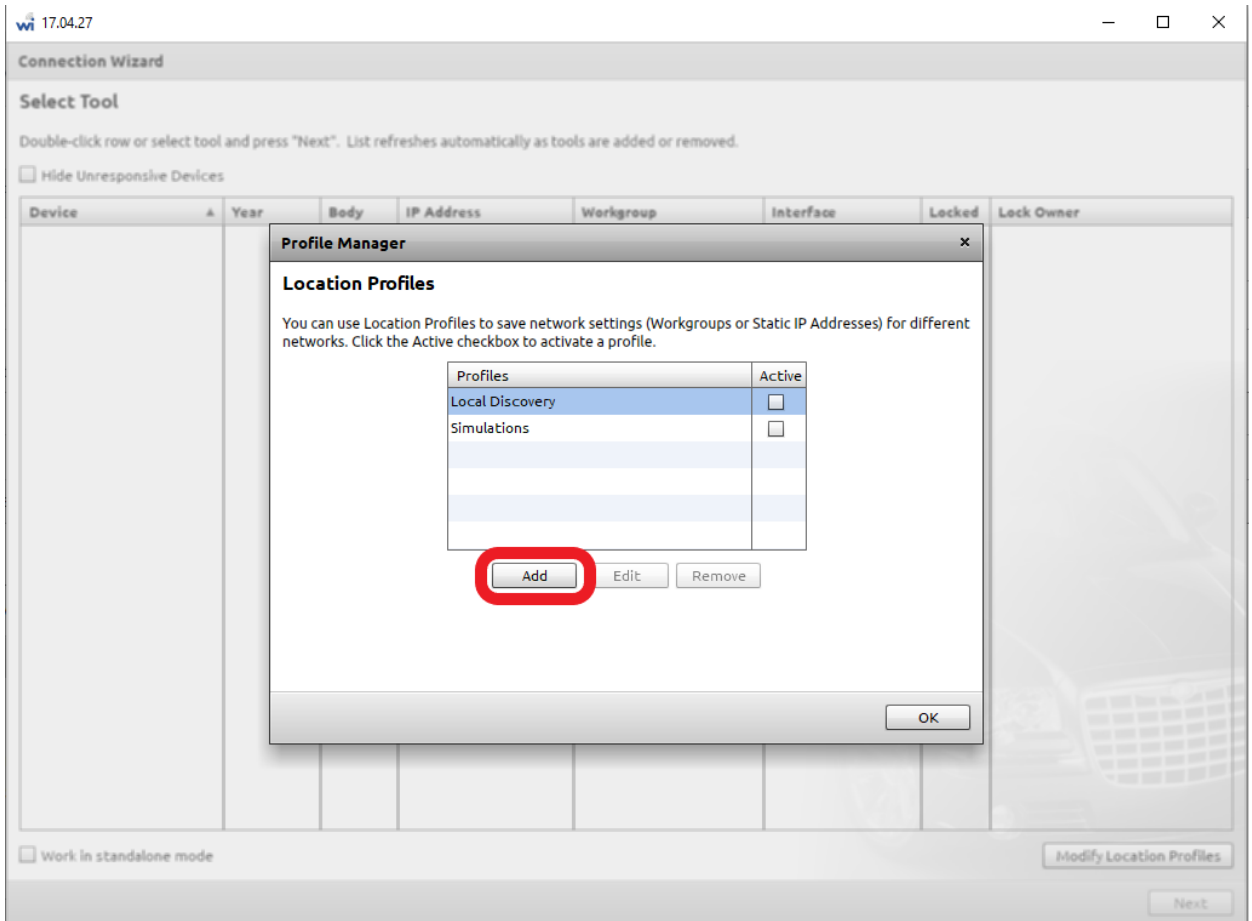 wi 17.04.27
Connection Wizard
Select Tool
Double-click row or select tool and press "Next". List refreshes automatically as tools are added or removed.
Hide Unresponsive Devices
Device Year Body IP Address Workgroup Interface Locked Lock Owner
Profile Manager
Location Profiles
You can use Location Profiles to save network settings (Workgroups or Static IP Addresses) for different
networks. Click the Active checkbox to activate a profile.
Profiles Active
Local Discovery
Simulations
Add Edit Remove
OK
Work in standalone mode
Modify Location Profiles
Next